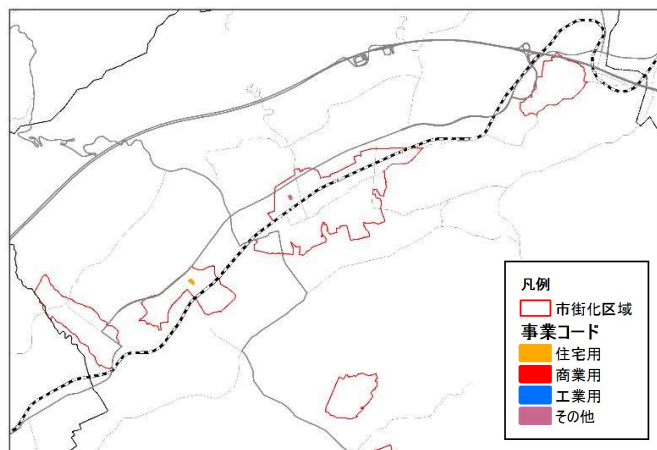 凡例
市街化区域
事業コード
住宅用
商業用
工業用
その他